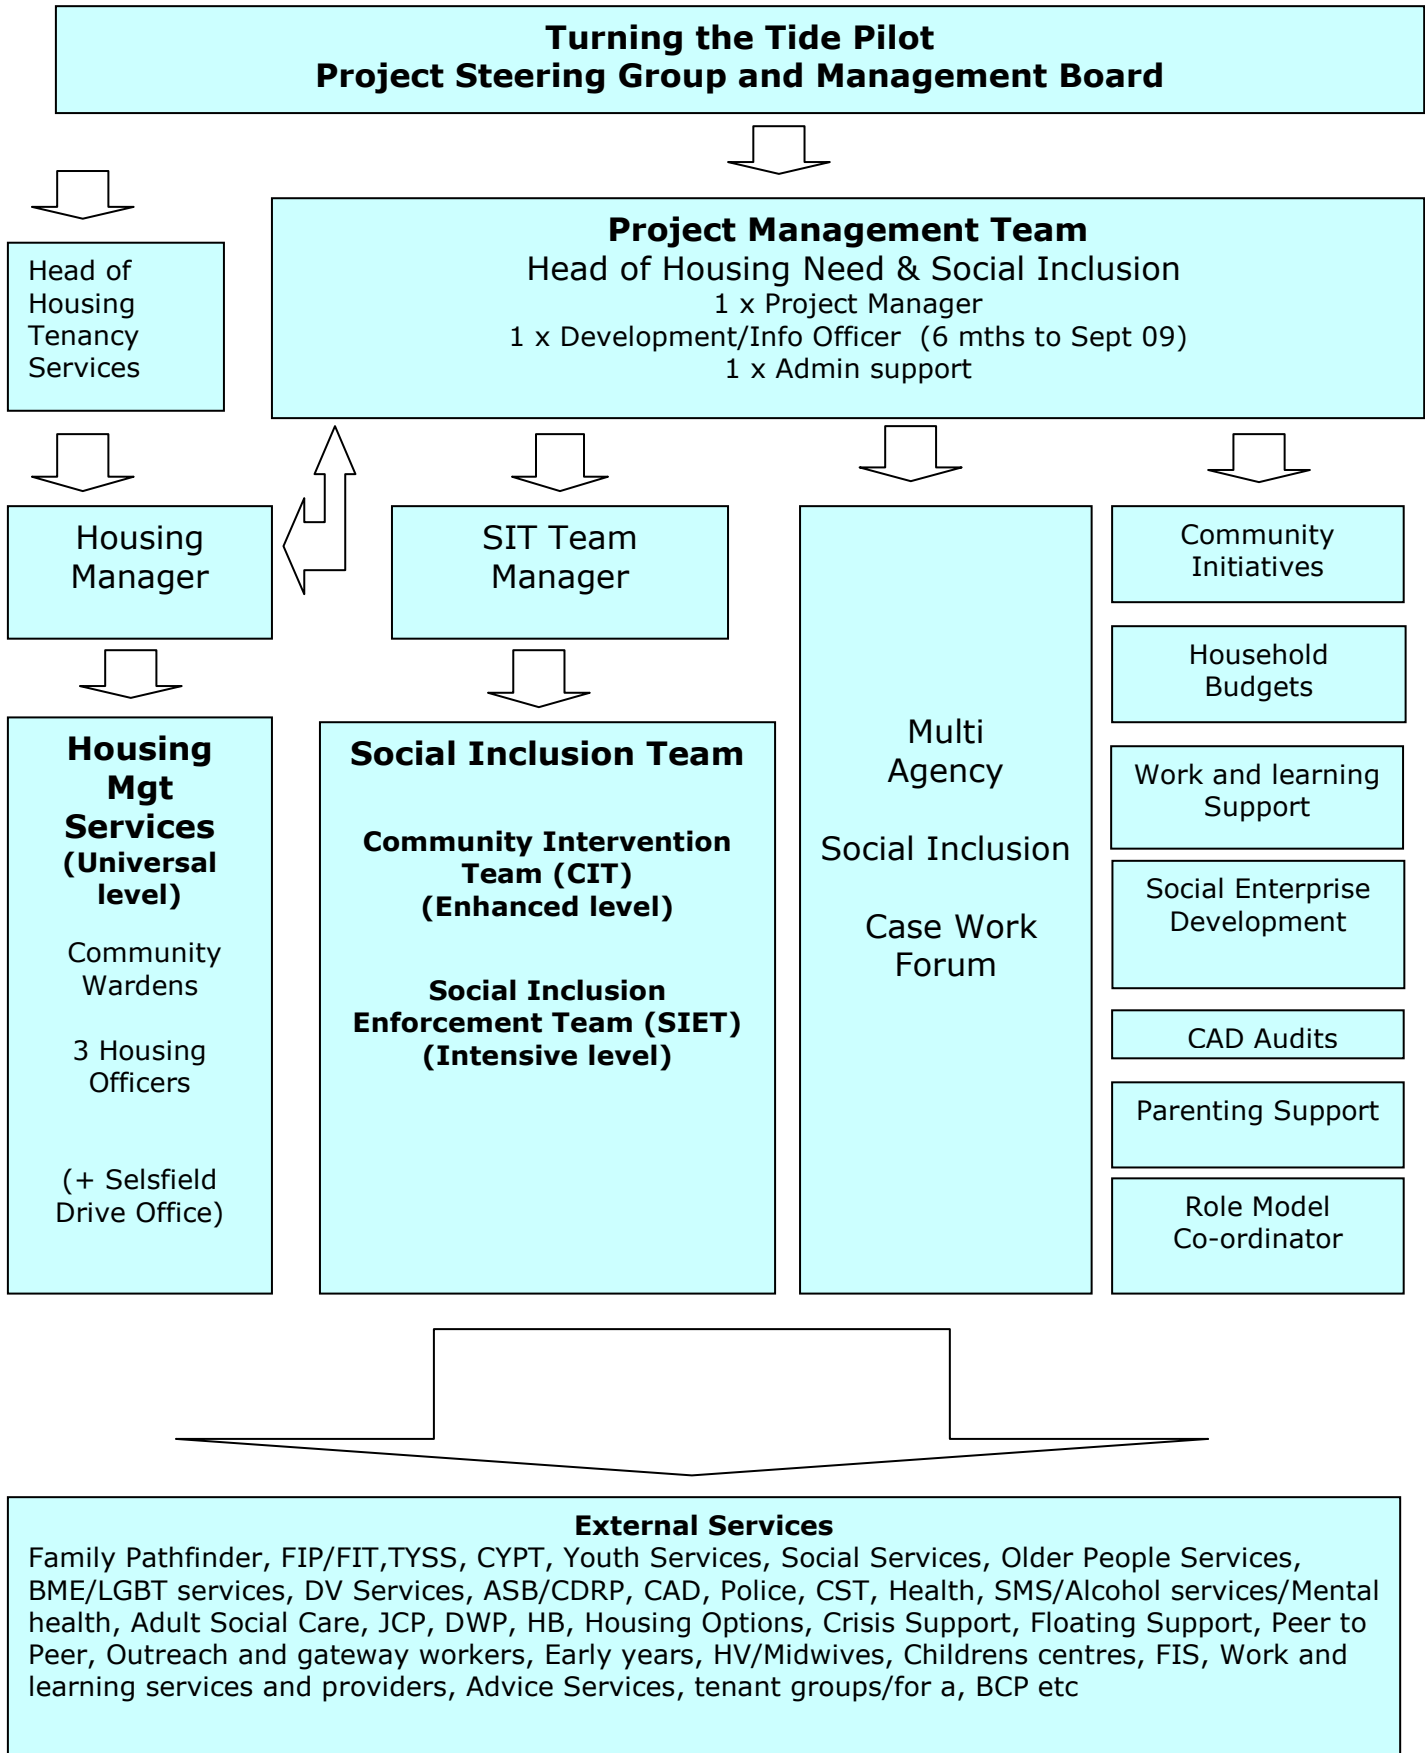 Turning the Tide Pilot
Project Steering Group and Management Board
Head of
Housing
Tenancy
Services
Project Management Team
Head of Housing Need & Social Inclusion
1 x Project Manager
1 x Development/Info Officer  (6 mths to Sept 09)
1 x Admin support
Housing
Manager
SIT Team
Manager
Housing
Mgt
Services
(Universal
level)
Community
Wardens
3 Housing
Officers
(+ Selsfield
Drive Office)
Social Inclusion Team
Community Intervention
Team (CIT)
(Enhanced level)
Social Inclusion
Enforcement Team (SIET)
(Intensive level)
Multi
Agency
Social Inclusion
Case Work
Forum
Community
Initiatives
Household
Budgets
Work and learning
Support
Social Enterprise
Development
CAD Audits
Parenting Support
Role Model
Co-ordinator
External Services
Family Pathfinder, FIP/FIT,TYSS, CYPT, Youth Services, Social Services, Older People Services,
BME/LGBT services, DV Services, ASB/CDRP, CAD, Police, CST, Health, SMS/Alcohol services/Mental
health, Adult Social Care, JCP, DWP, HB, Housing Options, Crisis Support, Floating Support, Peer to
Peer, Outreach and gateway workers, Early years, HV/Midwives, Childrens centres, FIS, Work and
learning services and providers, Advice Services, tenant groups/for a, BCP etc